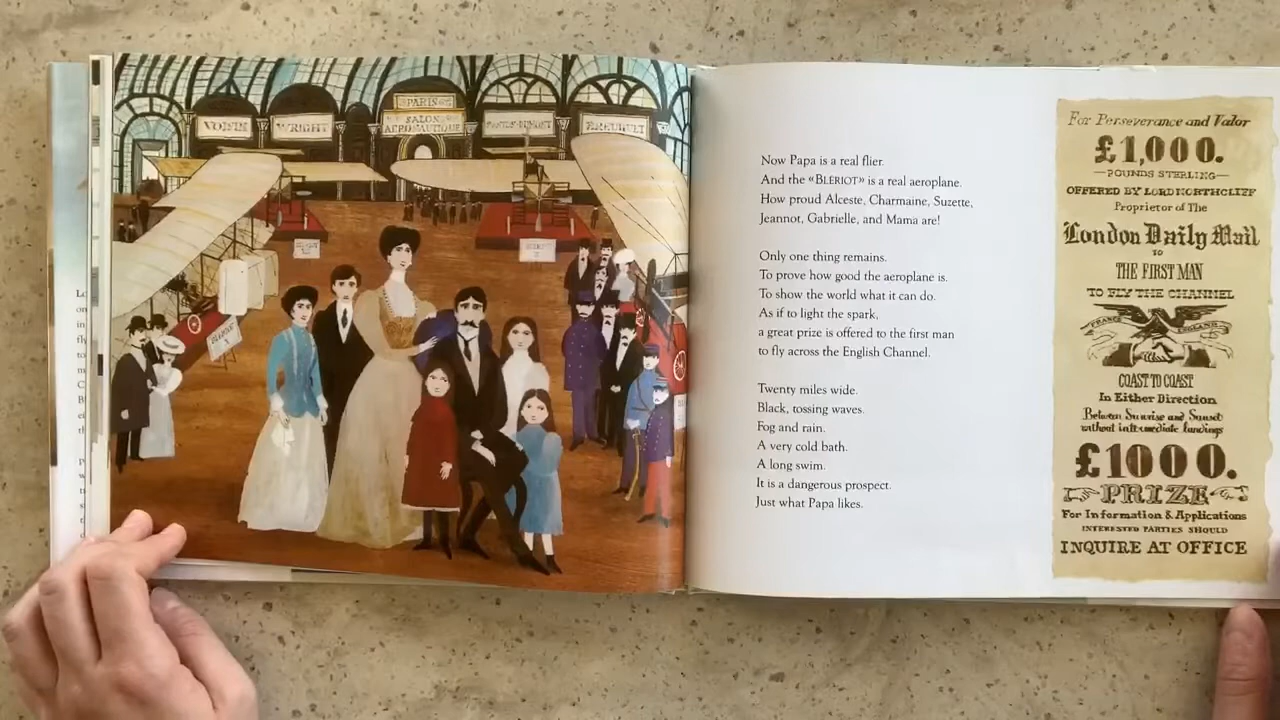 VOISIN
WRIGHT
PARIS
SALON
AERONAUTIQUE
Now Papa is a real flier.
And the «BLÉRIOT» is a real aeroplane.
How proud Alceste, Charmaine, Suzette,
Jeannot, Gabrielle, and Mama are!
Only one thing remains.
To prove how good the aeroplane is.
To show the world what it can do.
As if to light the spark,
a great prize is offered to the first man
to fly across the English Channel.
Twenty miles wide.
Black, tossing waves.
Fog and rain.
A very cold bath.
A long swim.
It is a dangerous prospect.
Just what Papa likes.
For Perseverance and Valor
£1,000.
POUNDS STERLING
OFFERED BY LORD NORTHCLIFF
Proprietor of The
London Daily Mail
TO
THE FIRST MAN
TO FLY THE CHANNEL
FRANCE ENGLAND
COAST TO COAST
In Either Direction
Between Sunrise and Sunset
without intermediate landings
£1000.
PRIZE
For Information & Applications
INTERESTED PARTIES SHOULD
INQUIRE AT OFFICE